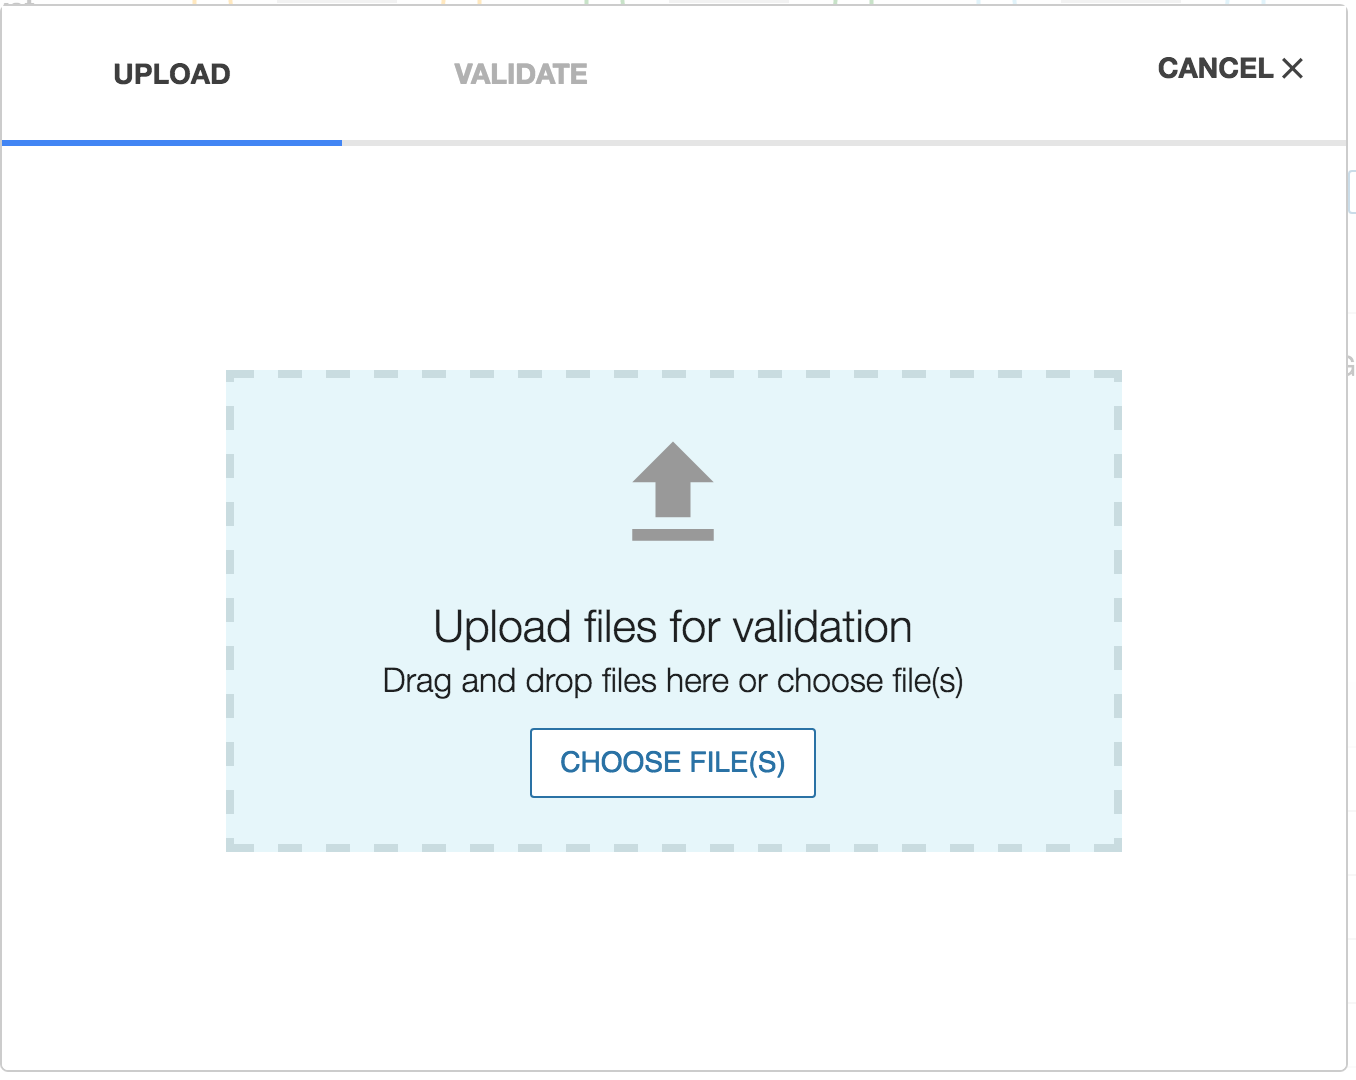 UPLOAD
VALIDATE
CANCEL
Upload files for validation
Drag and drop files here or choose file(s)
CHOOSE FILE(S)